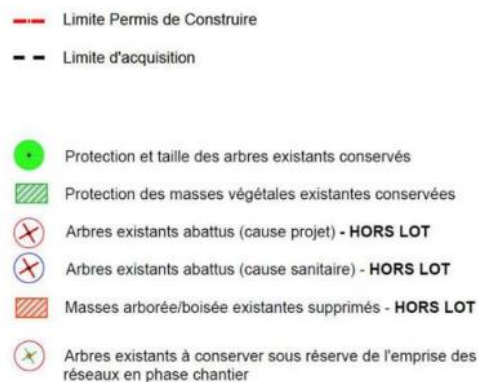 Limite Permis de Construire
Limite d'acquisition
Protection et taille des arbres existants conservés
Protection des masses végétales existantes conservées
Arbres existants abattus (cause projet) - HORS LOT
Arbres existants abattus (cause sanitaire) - HORS LOT
Masses arborée/boisée existantes supprimés - HORS LOT
Arbres existants à conserver sous réserve de l'emprise des
réseaux en phase chantier